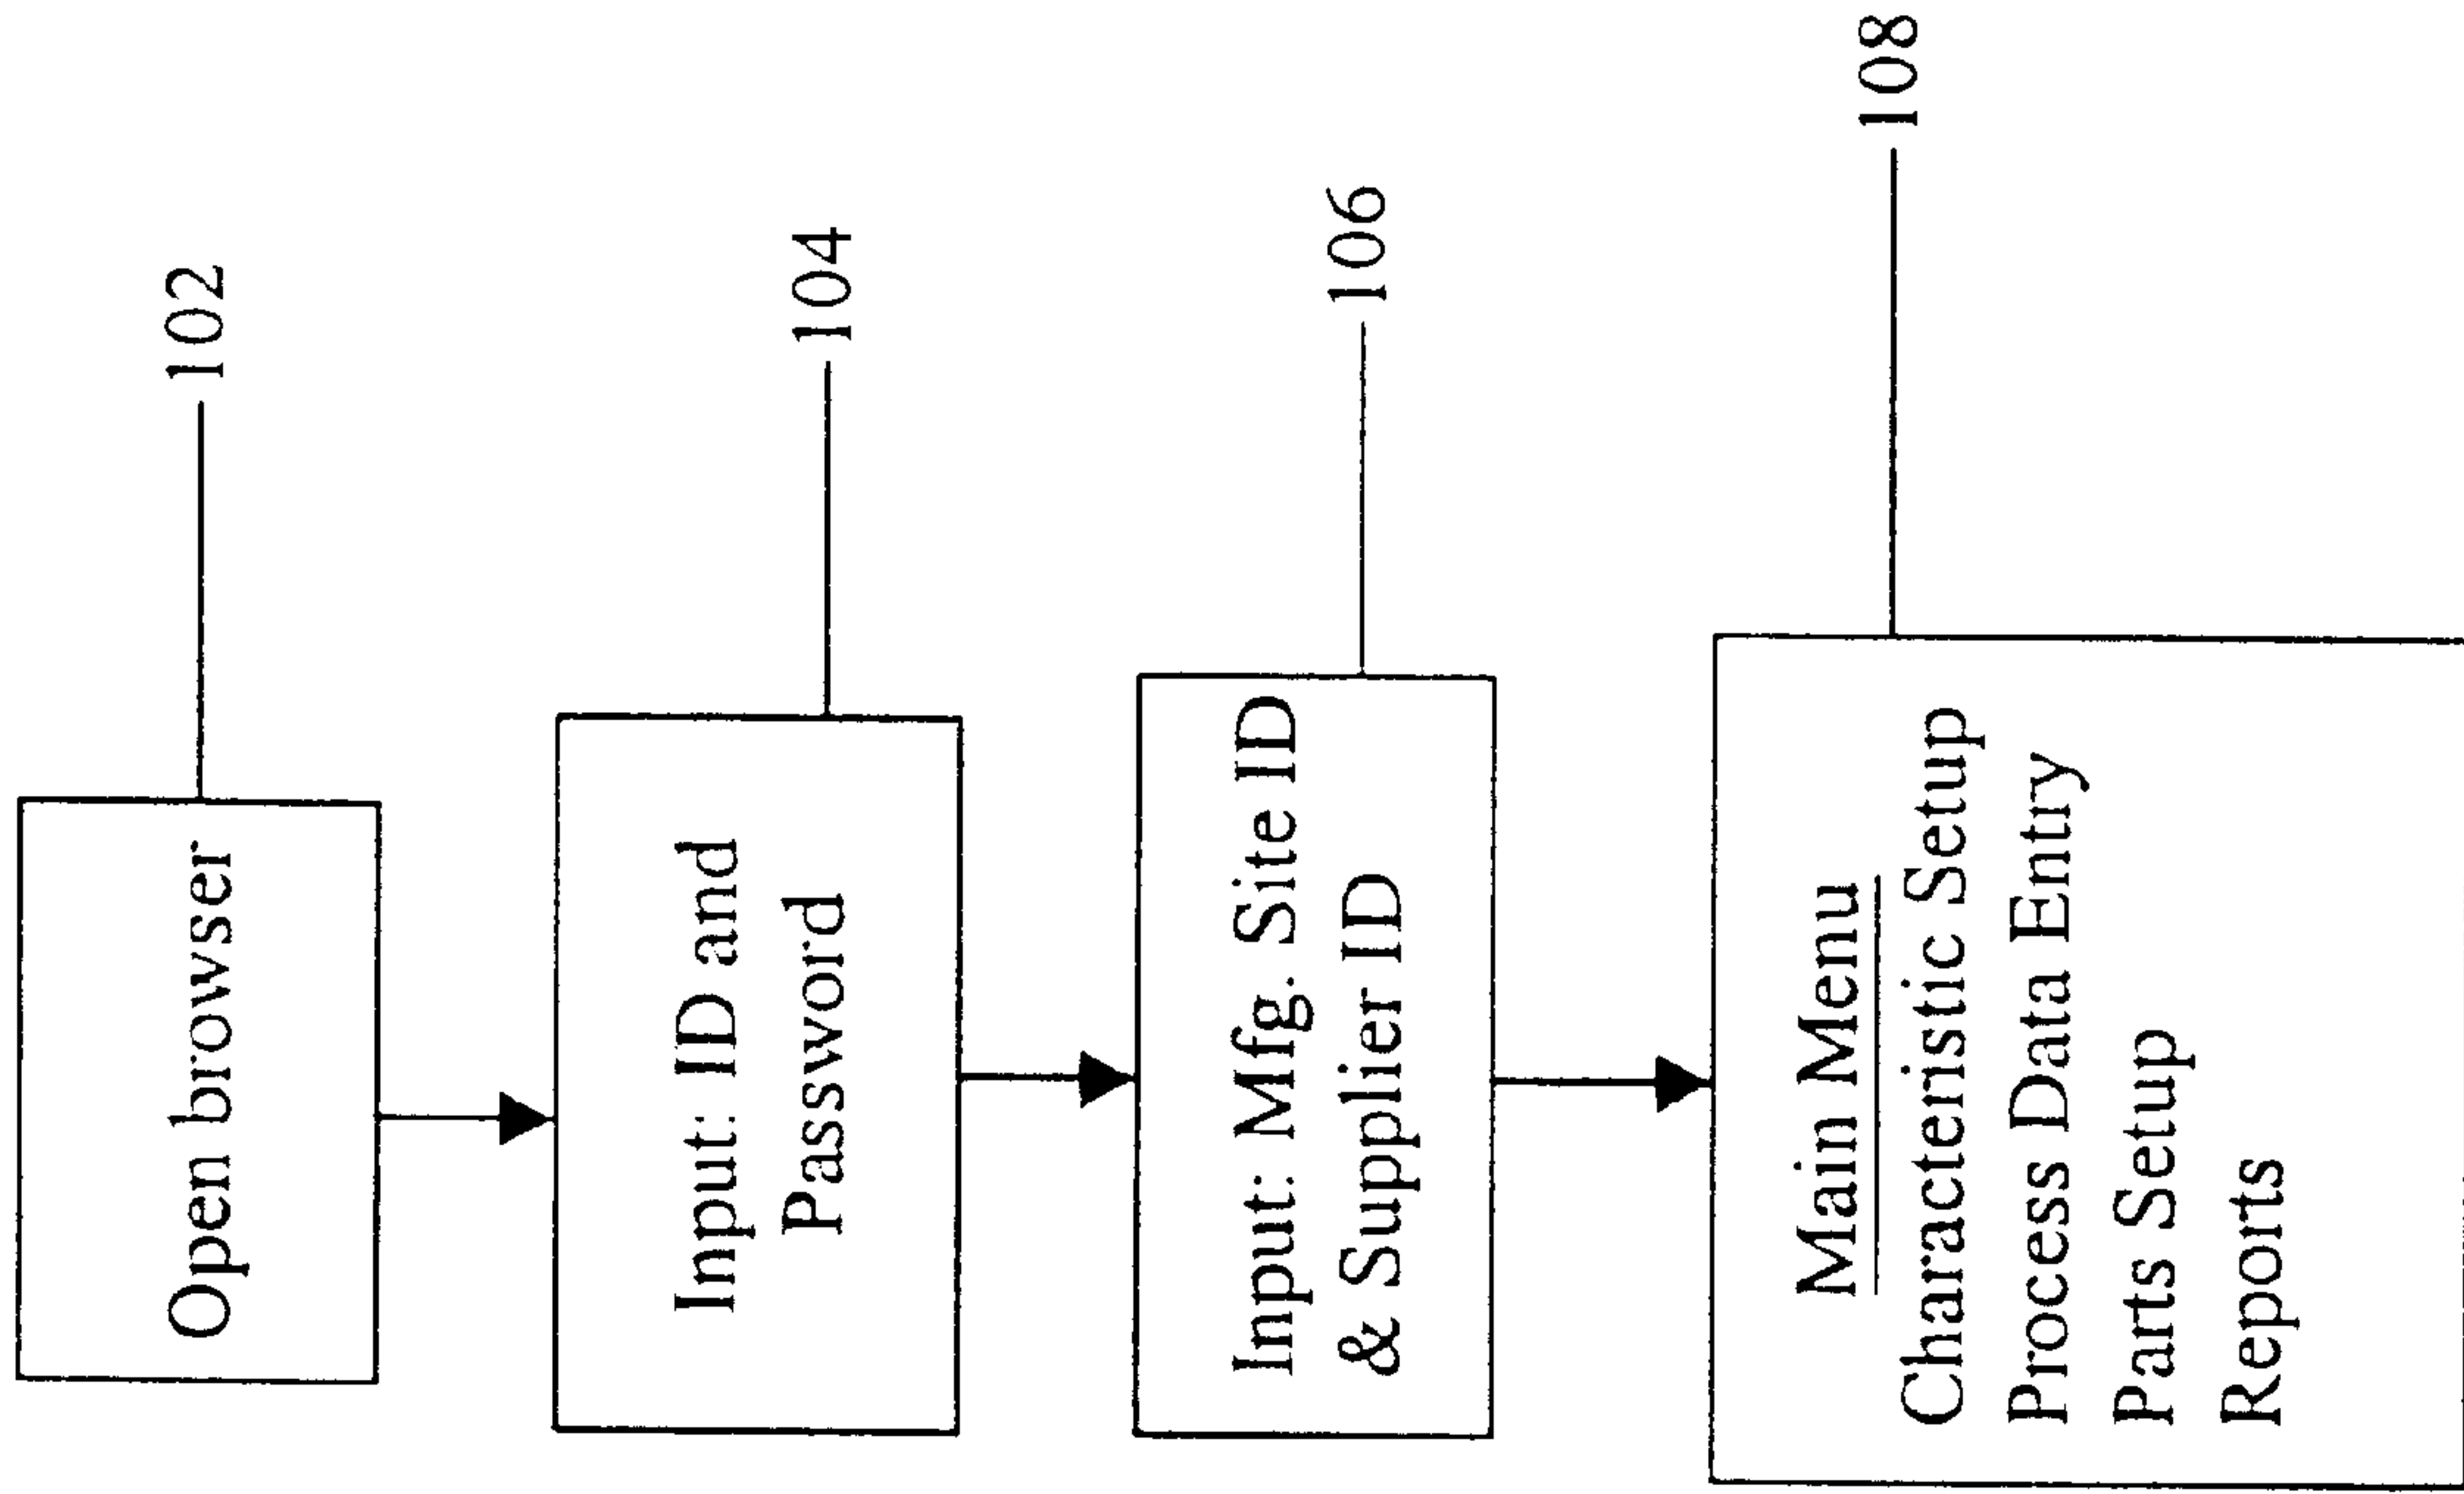 Open browser
102
Input: ID and
Password
104
Input: Mfg. Site ID
& Supplier ID
106
Main Menu
Characteristic Setup
Process Data Entry
Parts Setup
Reports
108